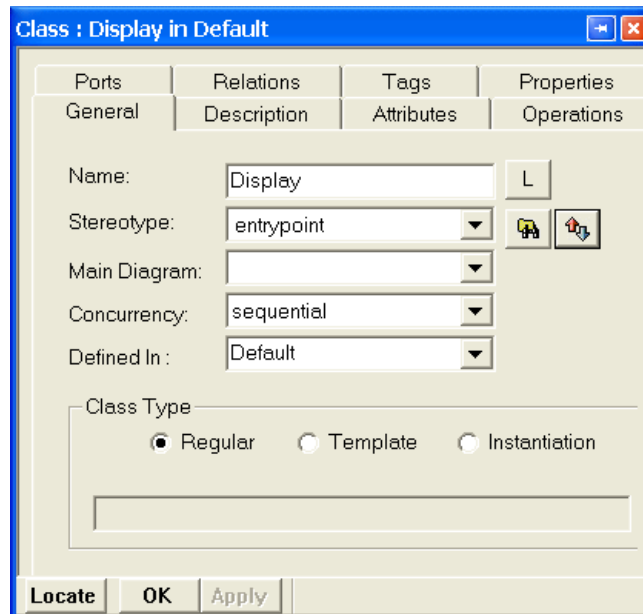 Class : Display in Default
Ports Relations Tags Properties
General Description Attributes Operations
Name: Display L
Stereotype: entrypoint
Main Diagram:
Concurrency: sequential
Defined In : Default
Class Type
Regular Template Instantiation
Locate OK Apply